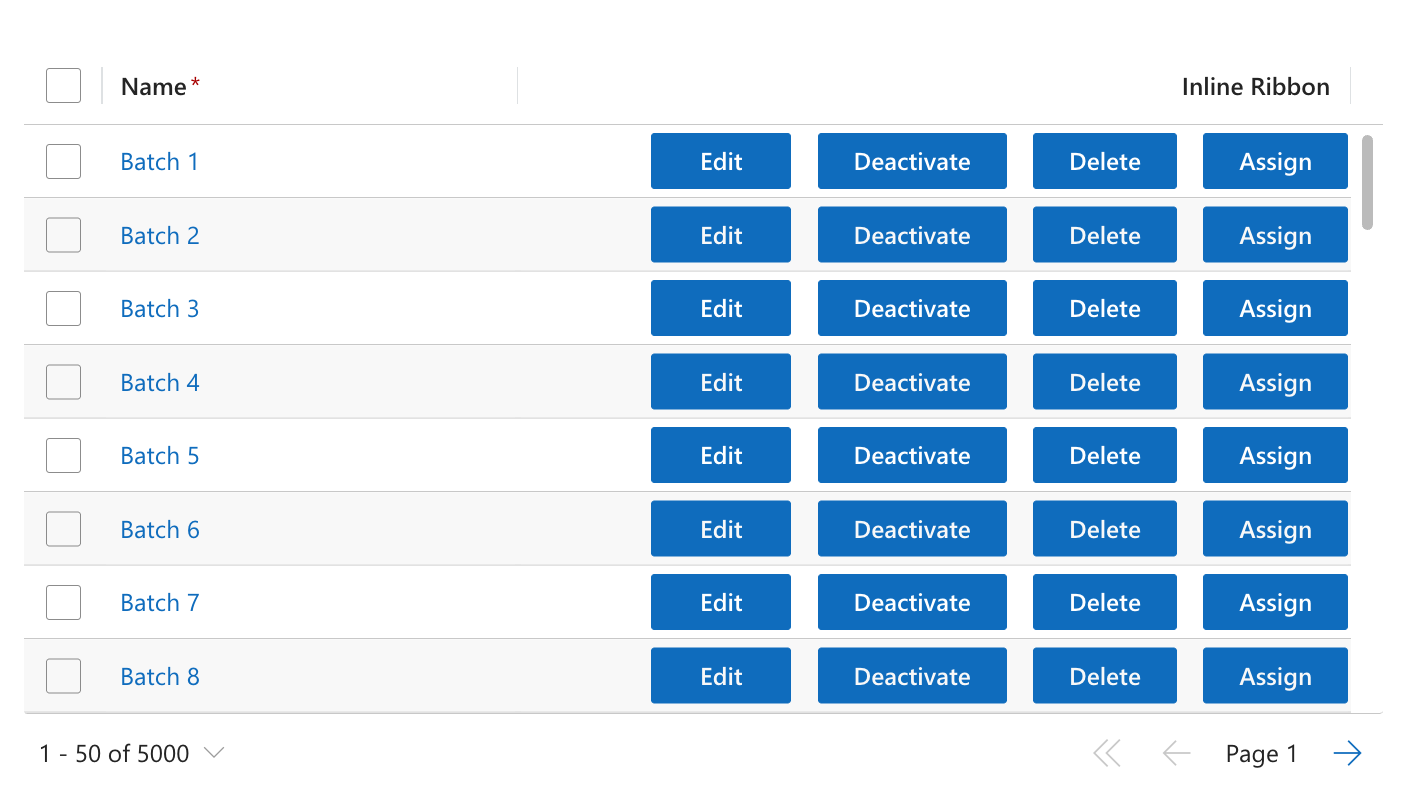 Name* Inline Ribbon
Batch 1 Edit Deactivate Delete Assign
Batch 2 Edit Deactivate Delete Assign
Batch 3 Edit Deactivate Delete Assign
Batch 4 Edit Deactivate Delete Assign
Batch 5 Edit Deactivate Delete Assign
Batch 6 Edit Deactivate Delete Assign
Batch 7 Edit Deactivate Delete Assign
Batch 8 Edit Deactivate Delete Assign
1 - 50 of 5000 Page 1